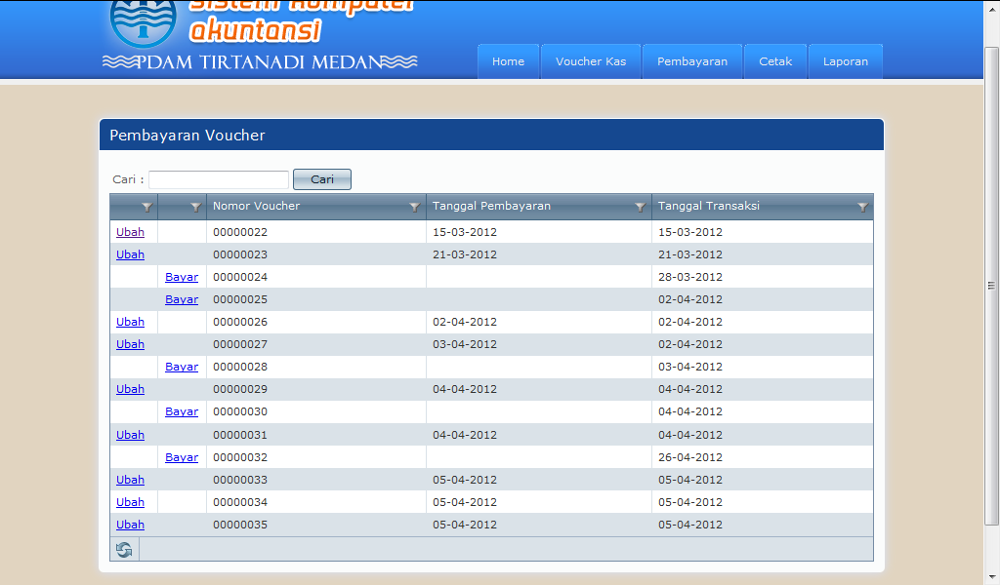 sistem komputer
akuntansi
PDAM TIRTANADI MEDAN
Home Voucher Kas Pembayaran Cetak Laporan
Pembayaran Voucher
Cari : Cari
Nomor Voucher Tanggal Pembayaran Tanggal Transaksi
Ubah 00000022 15-03-2012 15-03-2012
Ubah 00000023 21-03-2012 21-03-2012
Bayar 00000024 28-03-2012
Bayar 00000025 02-04-2012
Ubah 00000026 02-04-2012 02-04-2012
Ubah 00000027 03-04-2012 02-04-2012
Bayar 00000028 03-04-2012
Ubah 00000029 04-04-2012 04-04-2012
Bayar 00000030 04-04-2012
Ubah 00000031 04-04-2012 04-04-2012
Bayar 00000032 26-04-2012
Ubah 00000033 05-04-2012 05-04-2012
Ubah 00000034 05-04-2012 05-04-2012
Ubah 00000035 05-04-2012 05-04-2012